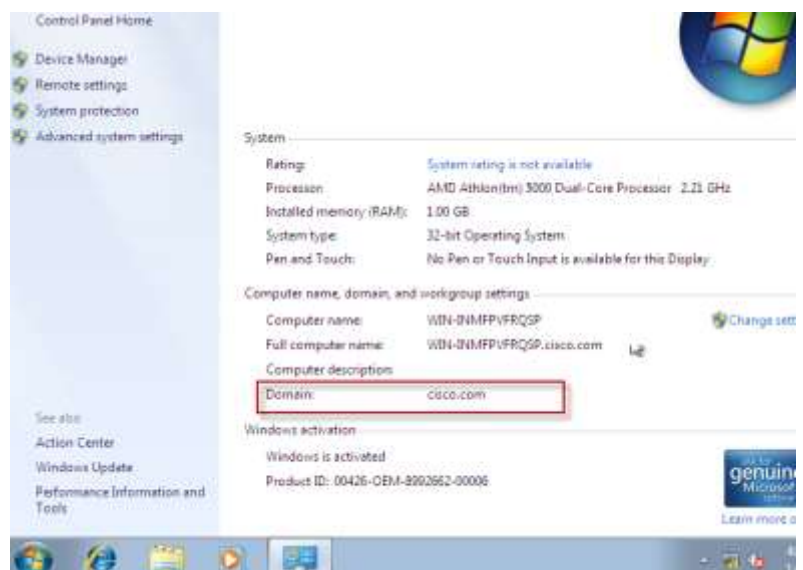 Control Panel Home
Device Manager
Remote settings
System protection
Advanced system settings
System
Rating: System rating is not available
Processor: AMD Athlon(tm) 5000 Dual-Core Processor 2.21 GHz
Installed memory (RAM): 1.00 GB
System type: 32-bit Operating System
Pen and Touch: No Pen or Touch Input is available for this Display
Computer name, domain, and workgroup settings
Computer name: WIN-INMFPVFRQSP
Change sett
Full computer name: WIN-INMFPVFRQSP.cisco.com
Computer description:
Domain: cisco.com
Windows activation
Windows is activated
Product ID: 00426-OEM-8992662-00006
See also
Action Center
Windows Update
Performance Information and
Tools
ask for
genuine
Microsoft
software
Learn more o